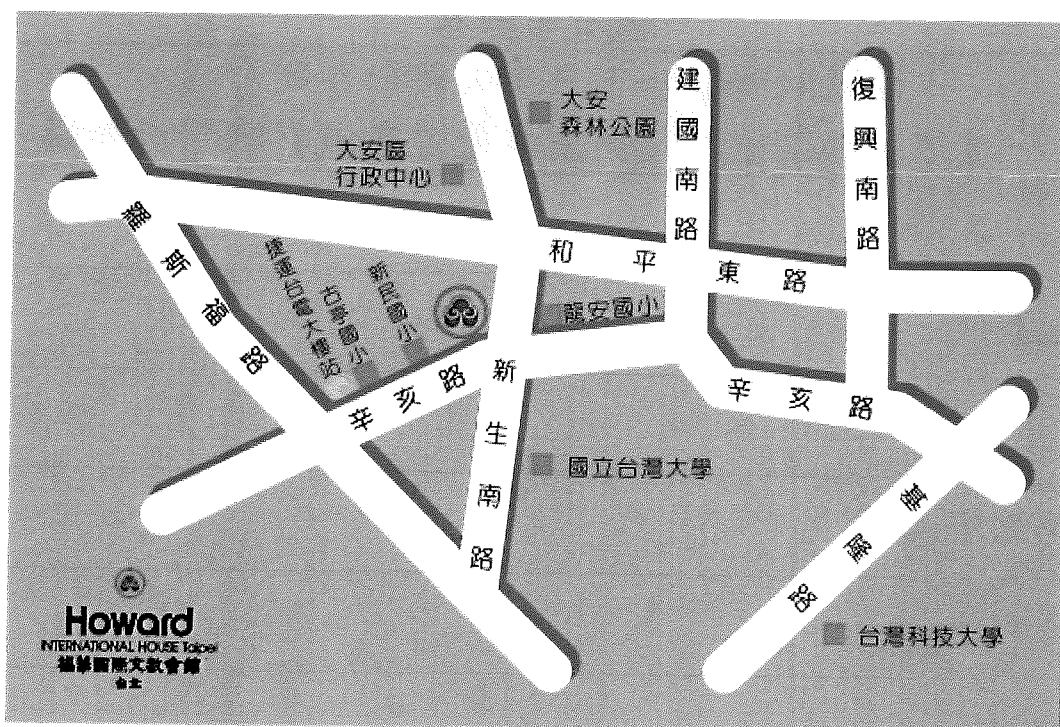 大安
森林公園
建國南路
復興南路
大安區
行政中心
和平東路
羅斯福路
捷運台灣大樓站
古亭國小
新民國小
龍安國小
辛亥路
新生南路
辛亥路
國立台灣大學
基隆路
台灣科技大學
Howard
INTERNATIONAL HOUSE Taipei
福華國際文教會館
台北